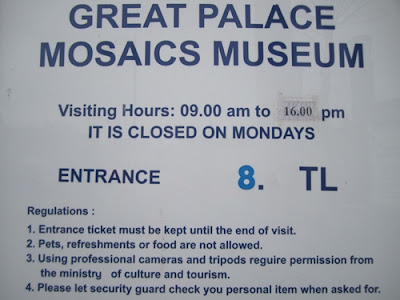 GREAT PALACE
MOSAICS MUSEUM
Visiting Hours: 09.00 am to 16.00 pm
IT IS CLOSED ON MONDAYS
ENTRANCE 8. TL
Regulations :
1. Entrance ticket must be kept until the end of visit.
2. Pets, refreshments or food are not allowed.
3. Using professional cameras and tripods require permission from
the ministry of culture and tourism.
4. Please let security guard check you personal item when asked for.